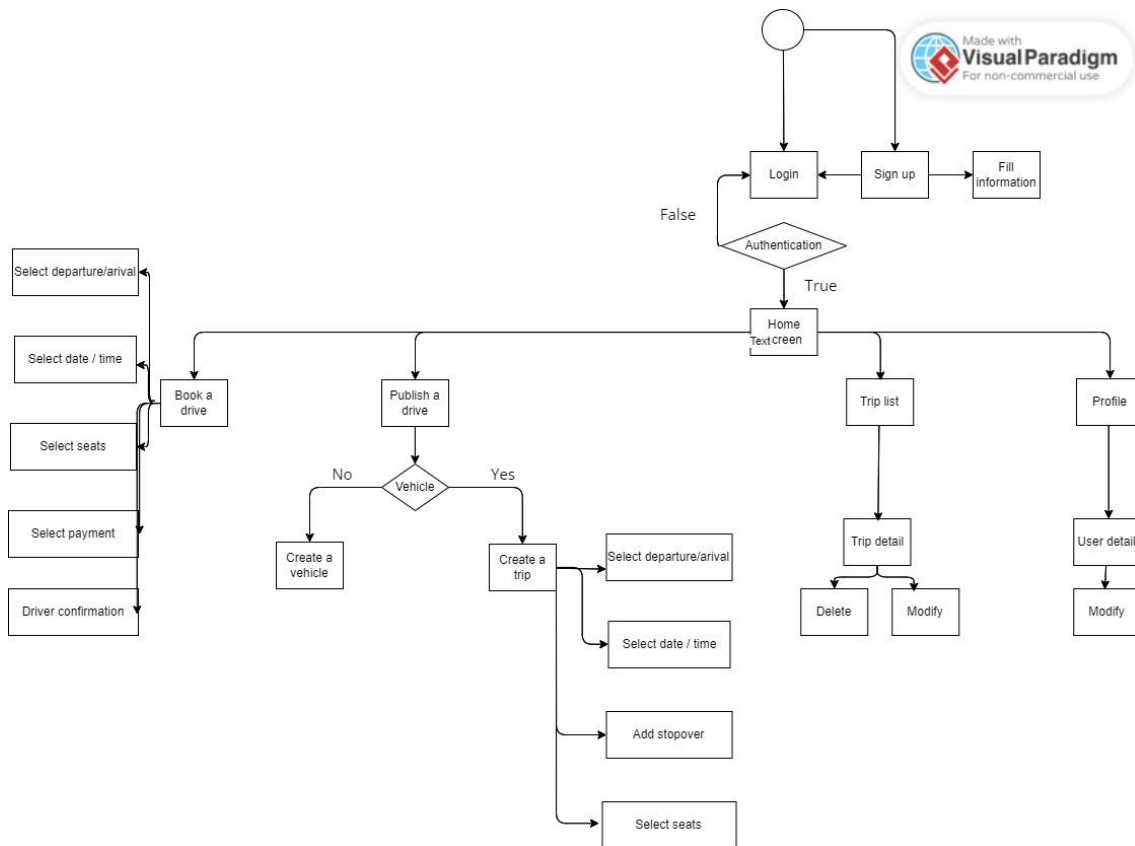 Made with
Visual Paradigm
For non-commercial use
Login
Sign up
Fill
information
False
Authentication
True
Home
creen
Text
Select departure/arival
Select date / time
Select seats
Select payment
Driver confirmation
Book a
drive
Publish a
drive
Trip list
Profile
No
Vehicle
Yes
Create a
vehicle
Create a
trip
Select departure/arival
Select date / time
Add stopover
Select seats
Trip detail
Delete
Modify
User detail
Modify